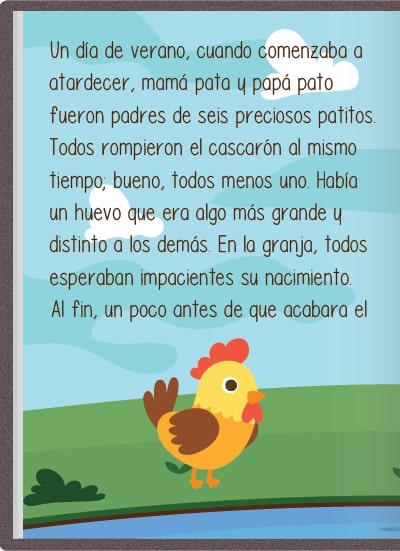 Un día de verano, cuando comenzaba a
atardecer, mamá pata y papá pato
fueron padres de seis preciosos patitos.
Todos rompieron el cascarón al mismo
tiempo; bueno, todos menos uno. Había
un huevo que era algo más grande y
distinto a los demás. En la granja, todos
esperaban impacientes su nacimiento.
Al fin, un poco antes de que acabara el